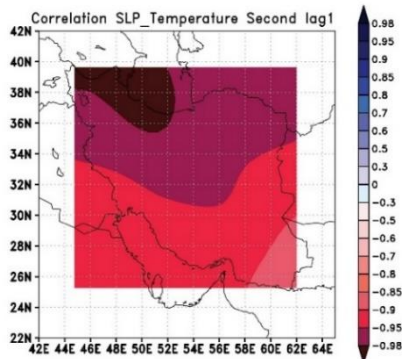 Correlation SLP_Temperature Second lag1
42N
40N
38N
36N
34N
32N
30N
28N
26N
24N
22N
42E 44E 46E 48E 50E 52E 54E 56E 58E 60E 62E 64E
0.98
0.95
0.9
0.85
0.8
0.7
0.6
0.5
0.3
0
-0.3
-0.5
-0.6
-0.7
-0.8
-0.85
-0.9
-0.95
-0.98